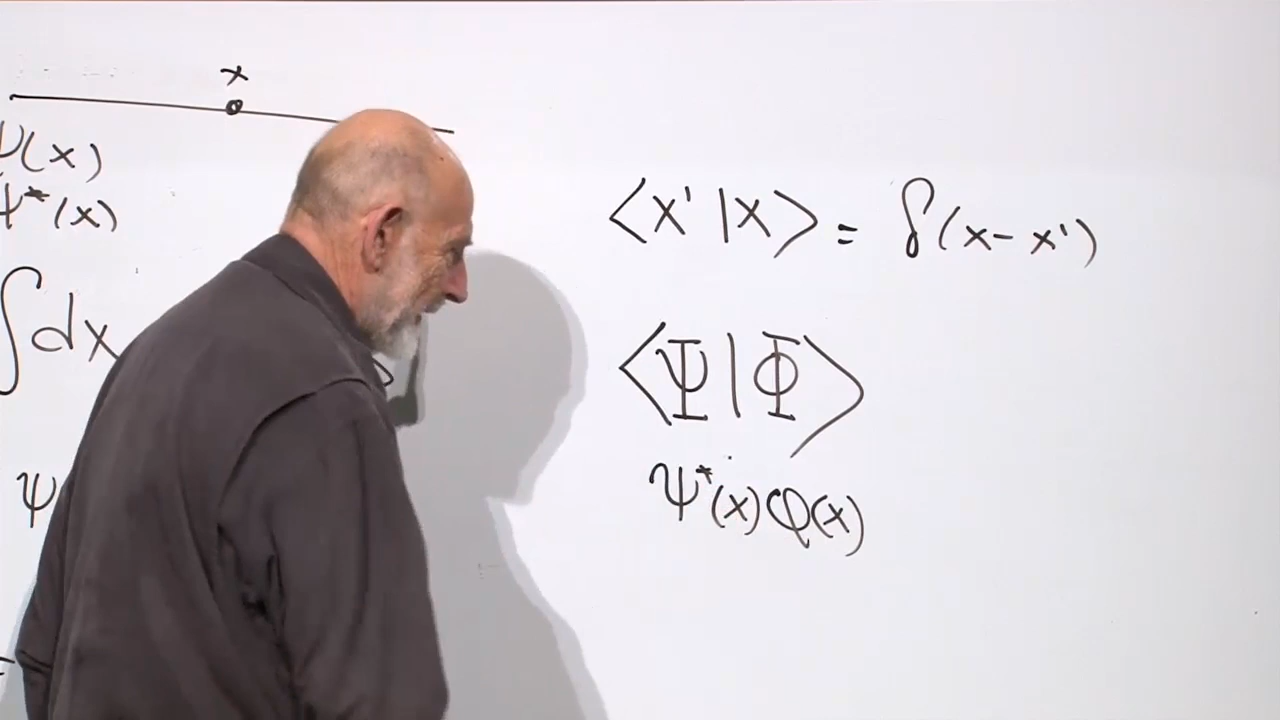 x
ψ(x)
ψ*(x)
∫dx
ψ
⟨x'|x⟩ = δ(x-x')
⟨Ψ|Φ⟩
ψ*(x)φ(x)